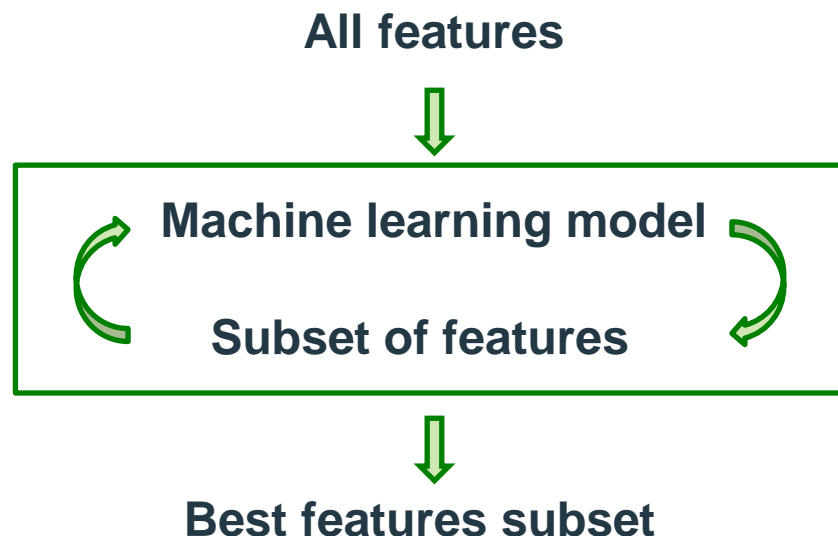 All features
Machine learning model
Subset of features
Best features subset